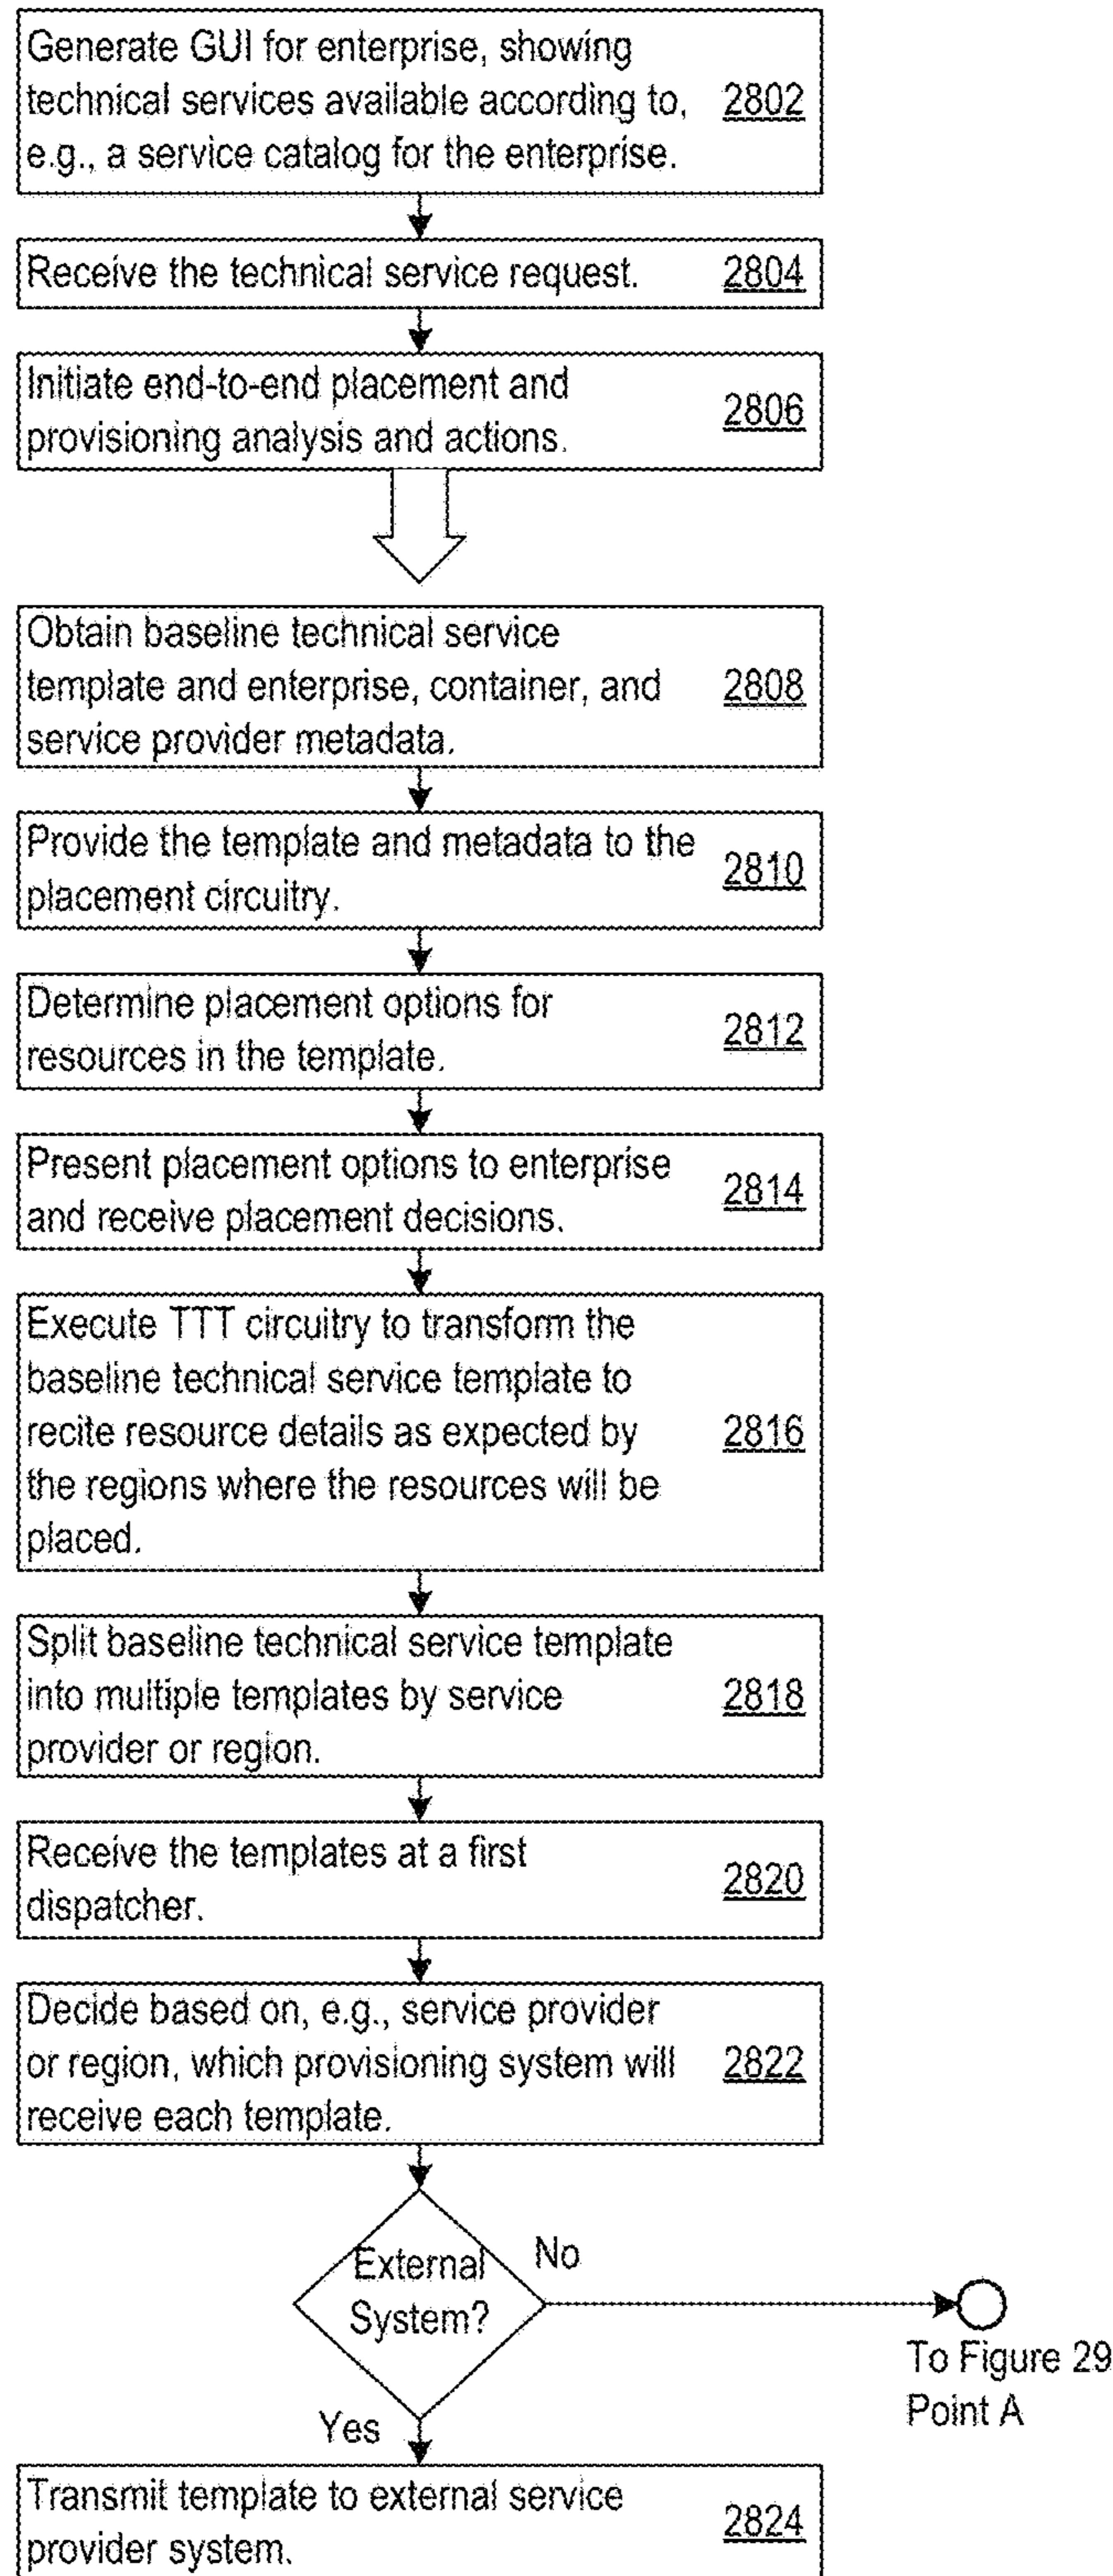 Generate GUI for enterprise, showing
technical services available according to,
e.g., a service catalog for the enterprise.
2802
Receive the technical service request.
2804
Initiate end-to-end placement and
provisioning analysis and actions.
2806
Obtain baseline technical service
template and enterprise, container, and
service provider metadata.
2808
Provide the template and metadata to the
placement circuitry.
2810
Determine placement options for
resources in the template.
2812
Present placement options to enterprise
and receive placement decisions.
2814
Execute TTT circuitry to transform the
baseline technical service template to
recite resource details as expected by
the regions where the resources will be
placed.
2816
Split baseline technical service template
into multiple templates by service
provider or region.
2818
Receive the templates at a first
dispatcher.
2820
Decide based on, e.g., service provider
or region, which provisioning system will
receive each template.
2822
External
System?
No
To Figure 29
Point A
Yes
Transmit template to external service
provider system.
2824